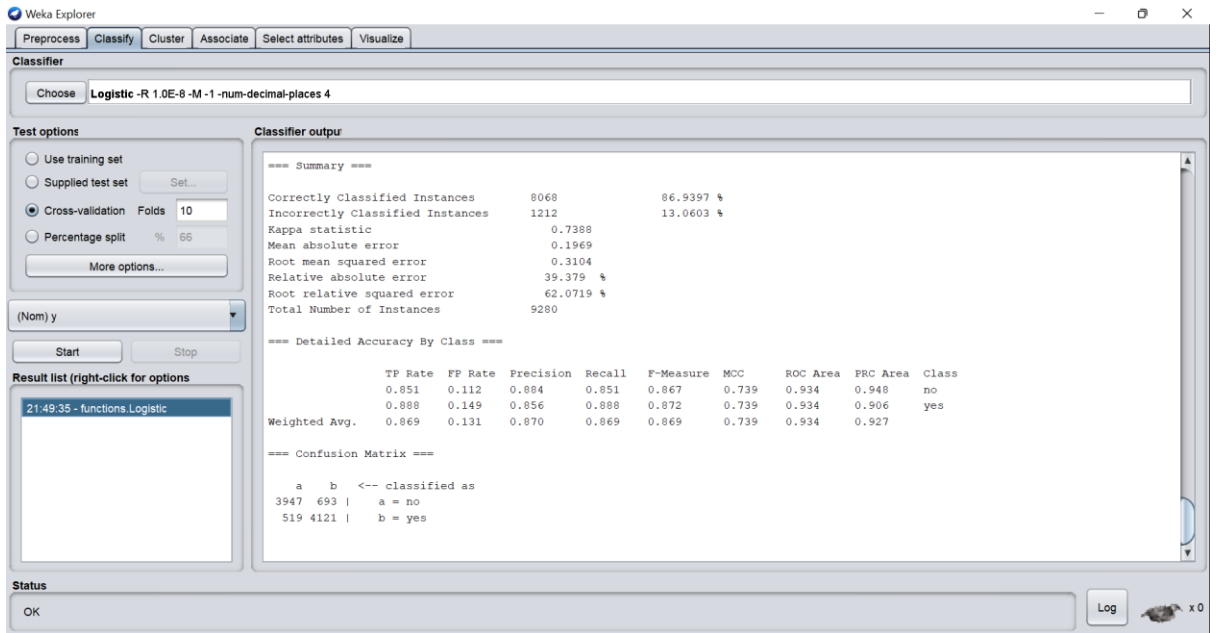 Weka Explorer
Preprocess Classify Cluster Associate Select attributes Visualize
Classifier
Choose Logistic -R 1.0E-8 -M -1 -num-decimal-places 4
Test options
Use training set
Supplied test set Set...
Cross-validation Folds 10
Percentage split % 66
More options...
(Nom) y
Start Stop
Result list (right-click for options
21:49:35 - functions.Logistic
Classifier outpu
=== Summary ===
Correctly Classified Instances 8068 86.9397 %
Incorrectly Classified Instances 1212 13.0603 %
Kappa statistic 0.7388
Mean absolute error 0.1969
Root mean squared error 0.3104
Relative absolute error 39.379 %
Root relative squared error 62.0719 %
Total Number of Instances 9280
=== Detailed Accuracy By Class ===
TP Rate FP Rate Precision Recall F-Measure MCC ROC Area PRC Area Class
0.851 0.112 0.884 0.851 0.867 0.739 0.934 0.948 no
0.888 0.149 0.856 0.888 0.872 0.739 0.934 0.906 yes
Weighted Avg. 0.869 0.131 0.870 0.869 0.869 0.739 0.934 0.927
=== Confusion Matrix ===
a b <-- classified as
3947 693 | a = no
519 4121 | b = yes
Status
OK
Log x 0